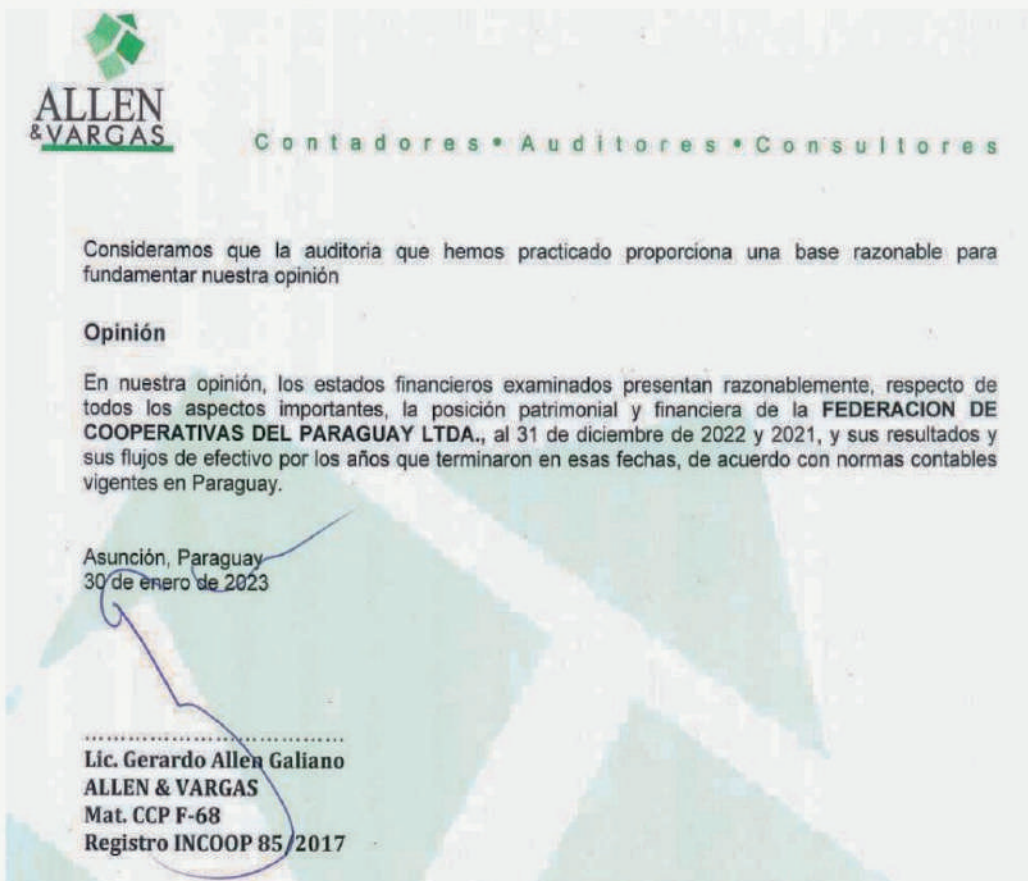 ALLEN
&VARGAS
Contadores•Auditores•Consultores
Consideramos que la auditoria que hemos practicado proporciona una base razonable para
fundamentar nuestra opinión
Opinión
En nuestra opinión, los estados financieros examinados presentan razonablemente, respecto de
todos los aspectos importantes, la posición patrimonial y financiera de la FEDERACION DE
COOPERATIVAS DEL PARAGUAY LTDA., al 31 de diciembre de 2022 y 2021, y sus resultados y
sus flujos de efectivo por los años que terminaron en esas fechas, de acuerdo con normas contables
vigentes en Paraguay.
Asunción, Paraguay
30 de enero de 2023
Lic. Gerardo Allen Galiano
ALLEN & VARGAS
Mat. CCP F-68
Registro INCOOP 85/2017